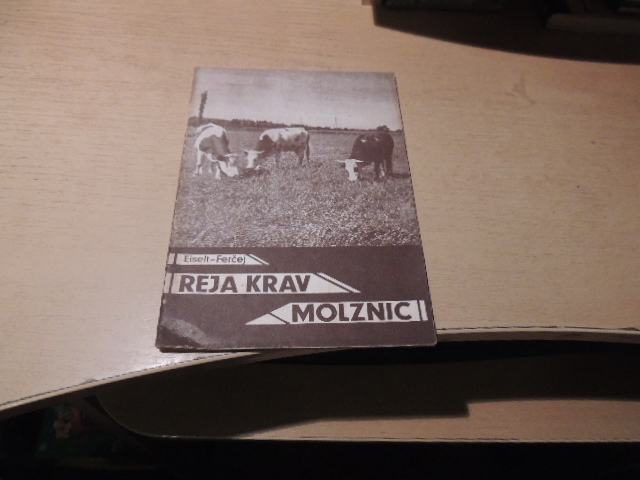 Eiselt-Ferčej
REJA KRAV
MOLZNIC